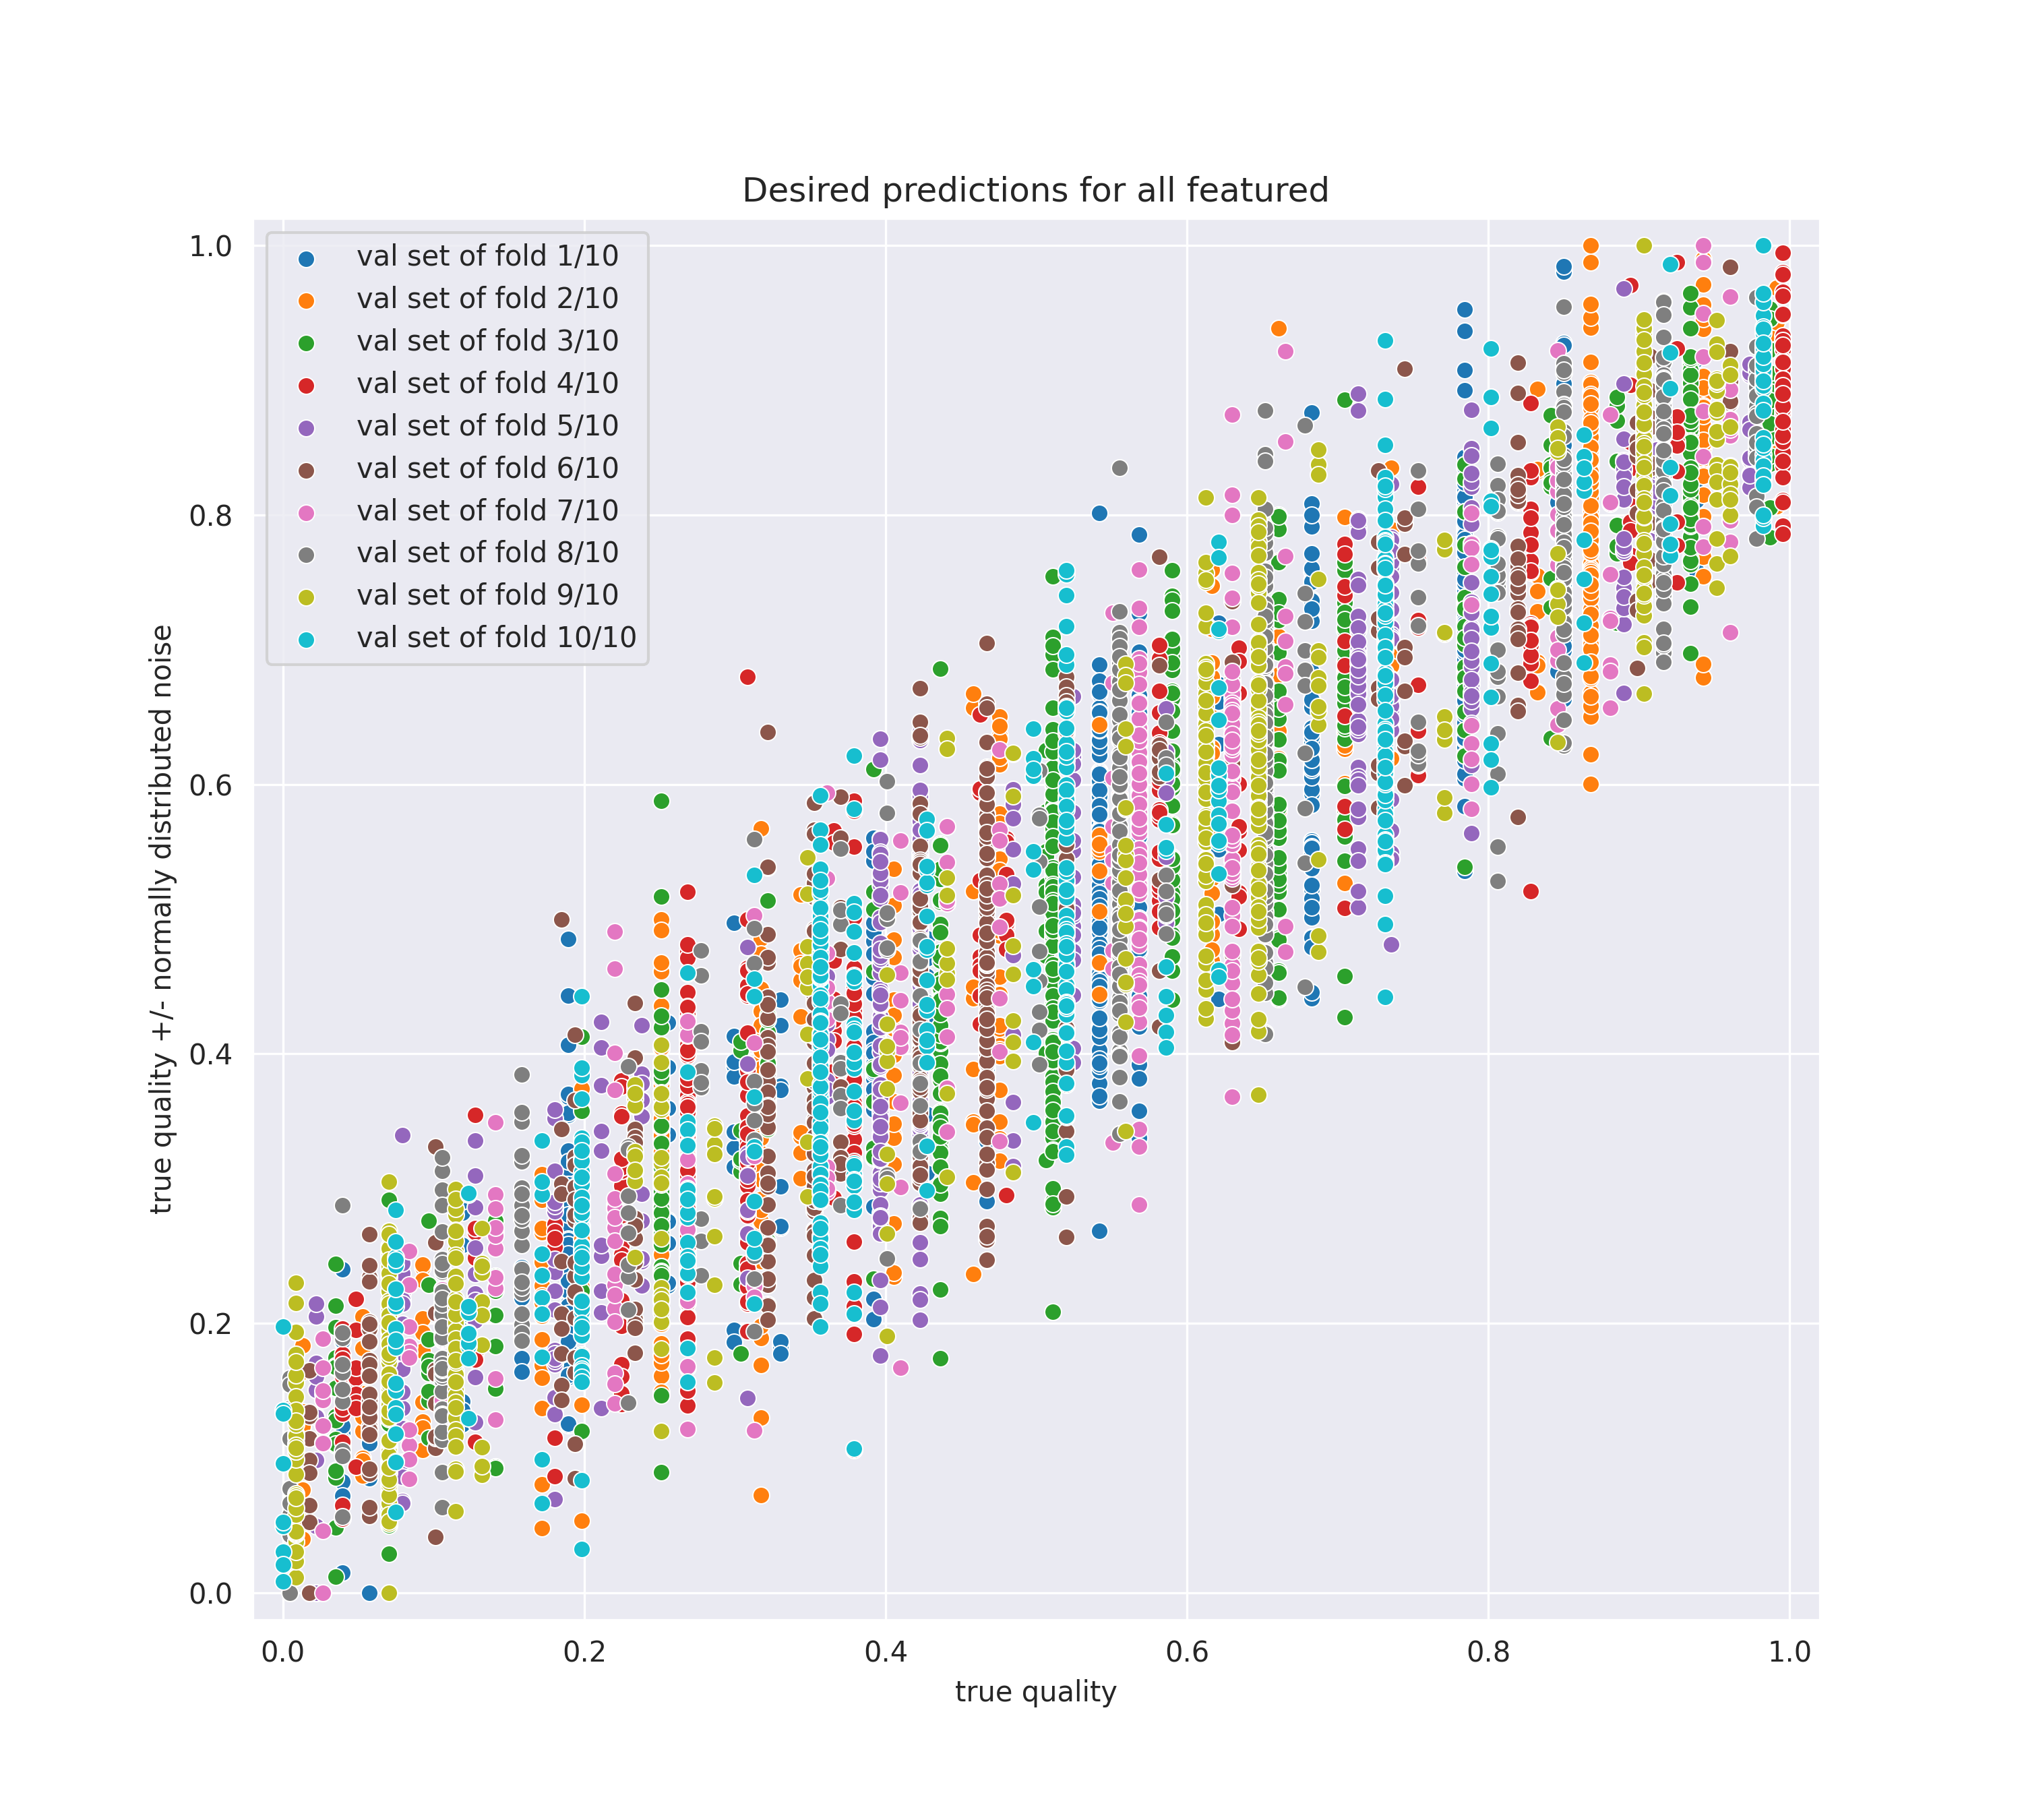 Desired predictions for all featured
1.0
0.8
0.6
0.4
0.2
0.0
true quality +/- normally distributed noise
val set of fold 1/10
val set of fold 2/10
val set of fold 3/10
val set of fold 4/10
val set of fold 5/10
val set of fold 6/10
val set of fold 7/10
val set of fold 8/10
val set of fold 9/10
val set of fold 10/10
0.0 0.2 0.4 0.6 0.8 1.0
true quality